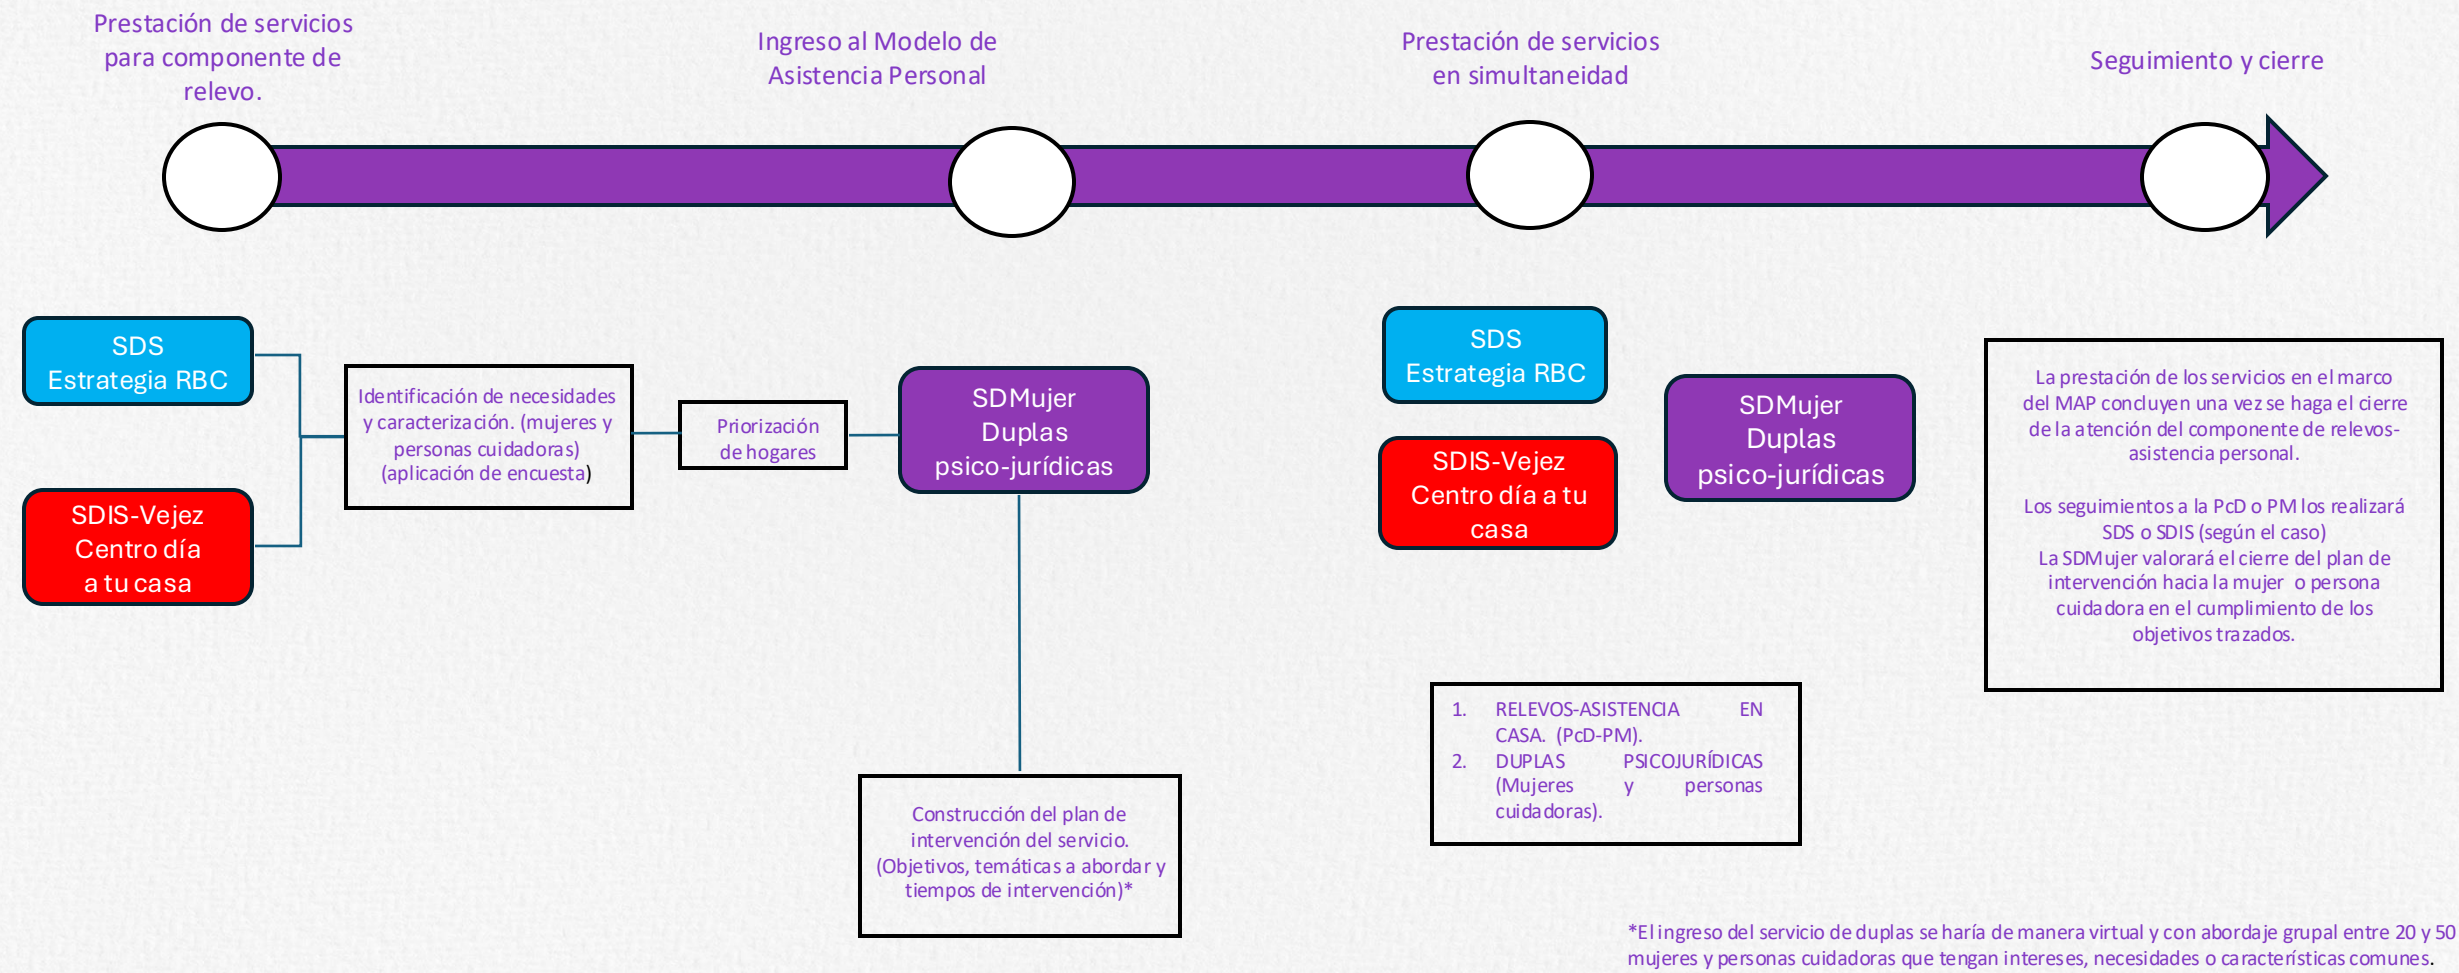 Prestación de servicios
para componente de
relevo.
Ingreso al Modelo de
Asistencia Personal
Prestación de servicios
en simultaneidad
Seguimiento y cierre
SDS
Estrategia RBC
SDIS-Vejez
Centro día
a tu casa
Identificación de necesidades
y caracterización. (mujeres y
personas cuidadoras)
(aplicación de encuesta)
Priorización
de hogares
SDMujer
Duplas
psico-jurídicas
Construcción del plan de
intervención del servicio.
(Objetivos, temáticas a abordar y
tiempos de intervención)*
SDS
Estrategia RBC
SDIS-Vejez
Centro día a tu
casa
SDMujer
Duplas
psico-jurídicas
1. RELEVOS-ASISTENCIA EN
CASA. (PcD-PM).
2. DUPLAS PSICOJURÍDICAS
(Mujeres y personas
cuidadoras).
La prestación de los servicios en el marco
del MAP concluyen una vez se haga el cierre
de la atención del componente de relevos-
asistencia personal.
Los seguimientos a la PcD o PM los realizará
SDS o SDIS (según el caso)
La SDMujer valorará el cierre del plan de
intervención hacia la mujer o persona
cuidadora en el cumplimiento de los
objetivos trazados.
*El ingreso del servicio de duplas se haría de manera virtual y con abordaje grupal entre 20 y 50
mujeres y personas cuidadoras que tengan intereses, necesidades o características comunes.